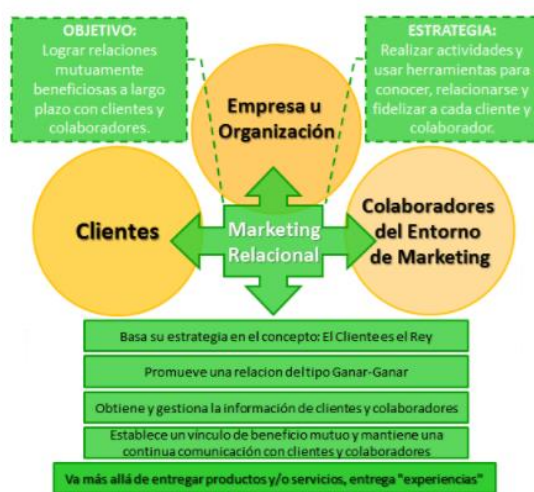 OBJETIVO:
Lograr relaciones
mutuamente
beneficiosas a largo
plazo con clientes y
colaboradores.
ESTRATEGIA:
Realizar actividades y
usar herramientas para
conocer, relacionarse y
fidelizar a cada cliente y
colaborador.
Empresa u
Organización
Clientes
Marketing
Relacional
Colaboradores
del Entorno
de Marketing
Basa su estrategia en el concepto: El Cliente es el Rey
Promueve una relacion del tipo Ganar-Ganar
Obtiene y gestiona la información de clientes y colaboradores
Establece un vínculo de beneficio mutuo y mantiene una
continua comunicación con clientes y colaboradores
Va más allá de entregar productos y/o servicios, entrega "experiencias"